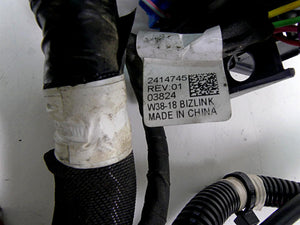 2414745
REV:01
03824
W38-18 BIZLINK
MADE IN CHINA